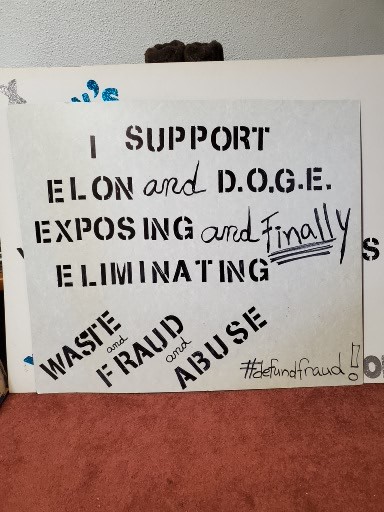 N's
I SUPPORT
ELON and D.O.G.E.
EXPOSING and Finally
ELIMINATING
WASTE and FRAUD and ABUSE
#defundfraud!